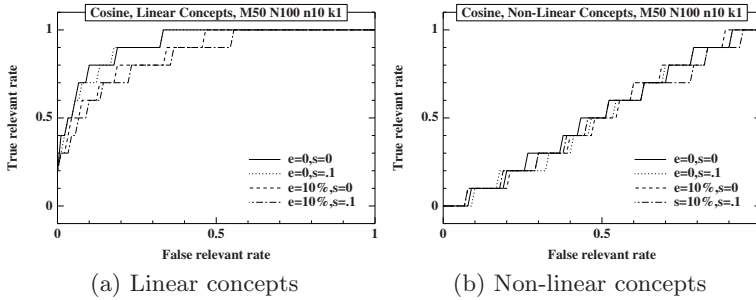 Cosine, Linear Concepts, M50 N100 n10 k1
True relevant rate
1
0.5
0
e=0,s=0
e=0,s=.1
e=10%,s=0
e=10%,s=.1
0
0.5
1
False relevant rate
(a) Linear concepts
Cosine, Non-Linear Concepts, M50 N100 n10 k1
True relevant rate
1
0.5
0
e=0,s=0
e=0,s=.1
e=10%,s=0
s=10%,s=.1
0
0.5
1
False relevant rate
(b) Non-linear concepts